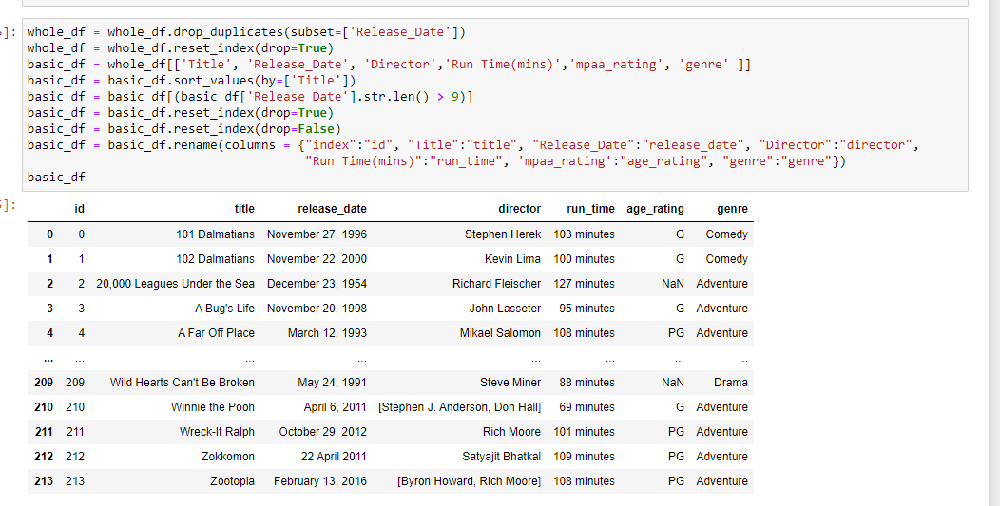 ]: whole_df = whole_df.drop_duplicates(subset=['Release_Date'])
whole_df = whole_df.reset_index(drop=True)
basic_df = whole_df[['Title', 'Release_Date', 'Director','Run Time(mins)','mpaa_rating', 'genre' ]]
basic_df = basic_df.sort_values(by=['Title'])
basic_df = basic_df[(basic_df['Release_Date'].str.len() > 9)]
basic_df = basic_df.reset_index(drop=True)
basic_df = basic_df.reset_index(drop=False)
basic_df = basic_df.rename(columns = {"index":"id", "Title":"title", "Release_Date":"release_date", "Director":"director",
"Run Time(mins)":"run_time", 'mpaa_rating':"age_rating", "genre":"genre"})
basic_df
]: id title release_date director run_time age_rating genre
0 0 101 Dalmatians November 27, 1996 Stephen Herek 103 minutes G Comedy
1 1 102 Dalmatians November 22, 2000 Kevin Lima 100 minutes G Comedy
2 2 20,000 Leagues Under the Sea December 23, 1954 Richard Fleischer 127 minutes NaN Adventure
3 3 A Bug's Life November 20, 1998 John Lasseter 95 minutes G Adventure
4 4 A Far Off Place March 12, 1993 Mikael Salomon 108 minutes PG Adventure
... ... ... ... ... ... ... ...
209 209 Wild Hearts Can't Be Broken May 24, 1991 Steve Miner 88 minutes NaN Drama
210 210 Winnie the Pooh April 6, 2011 [Stephen J. Anderson, Don Hall] 69 minutes G Adventure
211 211 Wreck-It Ralph October 29, 2012 Rich Moore 101 minutes PG Adventure
212 212 Zokkomon 22 April 2011 Satyajit Bhatkal 109 minutes PG Adventure
213 213 Zootopia February 13, 2016 [Byron Howard, Rich Moore] 108 minutes PG Adventure